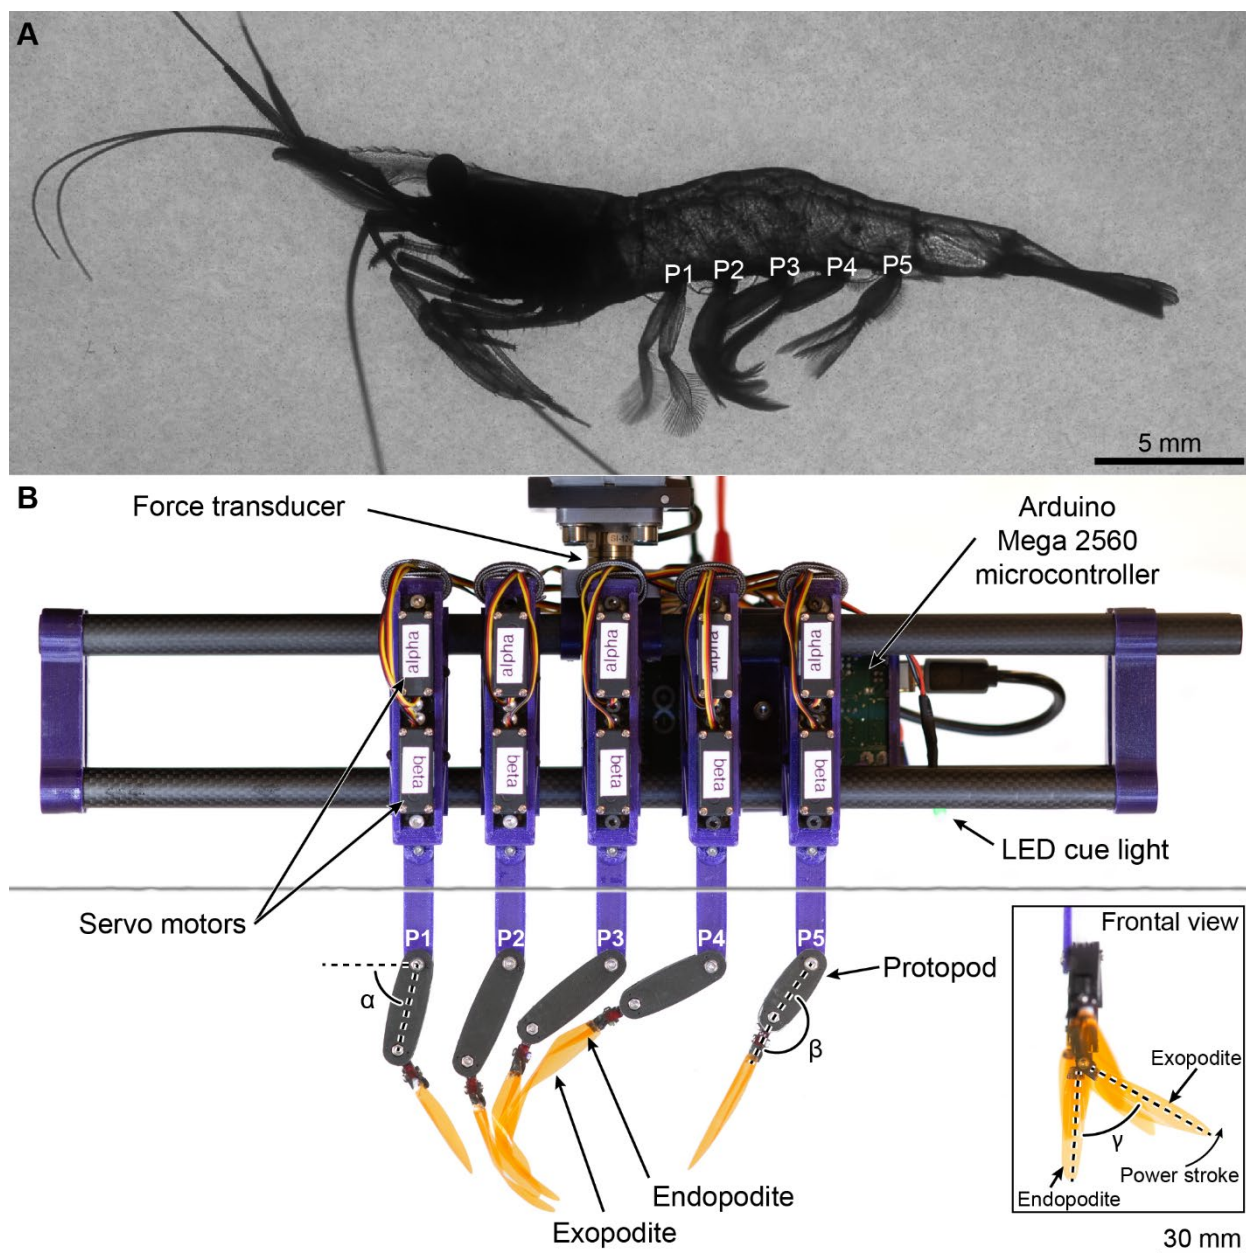 A
P1 P2 P3 P4 P5
5 mm
B
Force transducer
Arduino
Mega 2560
microcontroller
alpha alpha alpha alpha alpha
beta beta beta beta beta
LED cue light
Servo motors
P1 P2 P3 P4 P5
α
β
Protopod
Endopodite
Exopodite
Frontal view
Exopodite
γ
Power stroke
Endopodite
30 mm